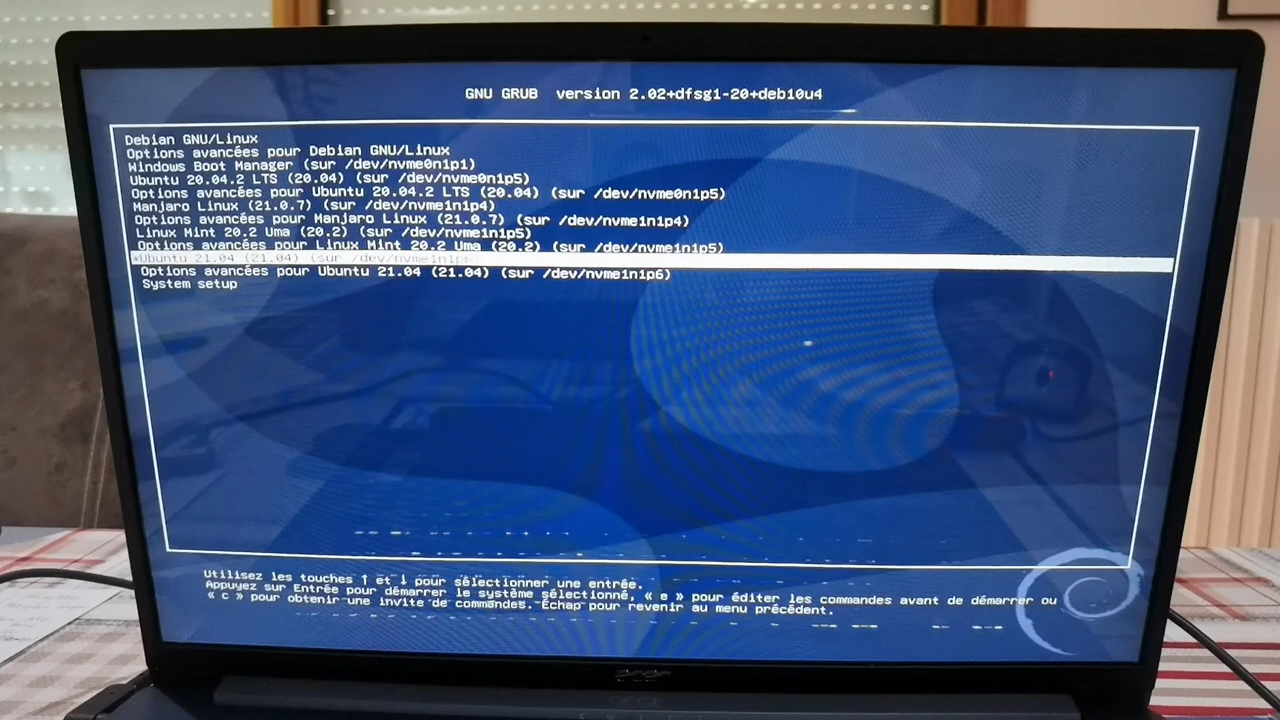 GNU GRUB  version 2.02+dfsg1-20+deb10u4
Debian GNU/Linux
Options avancées pour Debian GNU/Linux
Windows Boot Manager (sur /dev/nvme0n1p1)
Ubuntu 20.04.2 LTS (20.04) (sur /dev/nvme0n1p5)
Options avancées pour Ubuntu 20.04.2 LTS (20.04) (sur /dev/nvme0n1p5)
Manjaro Linux (21.0.7) (sur /dev/nvme1n1p4)
Options avancées pour Manjaro Linux (21.0.7) (sur /dev/nvme1n1p4)
Linux Mint 20.2 Uma (20.2) (sur /dev/nvme1n1p5)
Options avancées pour Linux Mint 20.2 Uma (20.2) (sur /dev/nvme1n1p5)
*Ubuntu 21.04 (21.04) (sur /dev/nvme1n1p6)
Options avancées pour Ubuntu 21.04 (21.04) (sur /dev/nvme1n1p6)
System setup
Utilisez les touches ↑ et ↓ pour sélectionner une entrée.
Appuyez sur Entrée pour démarrer le système sélectionné, « e » pour éditer les commandes avant de démarrer ou
« c » pour obtenir une invite de commandes. Échap pour revenir au menu précédent.
acer